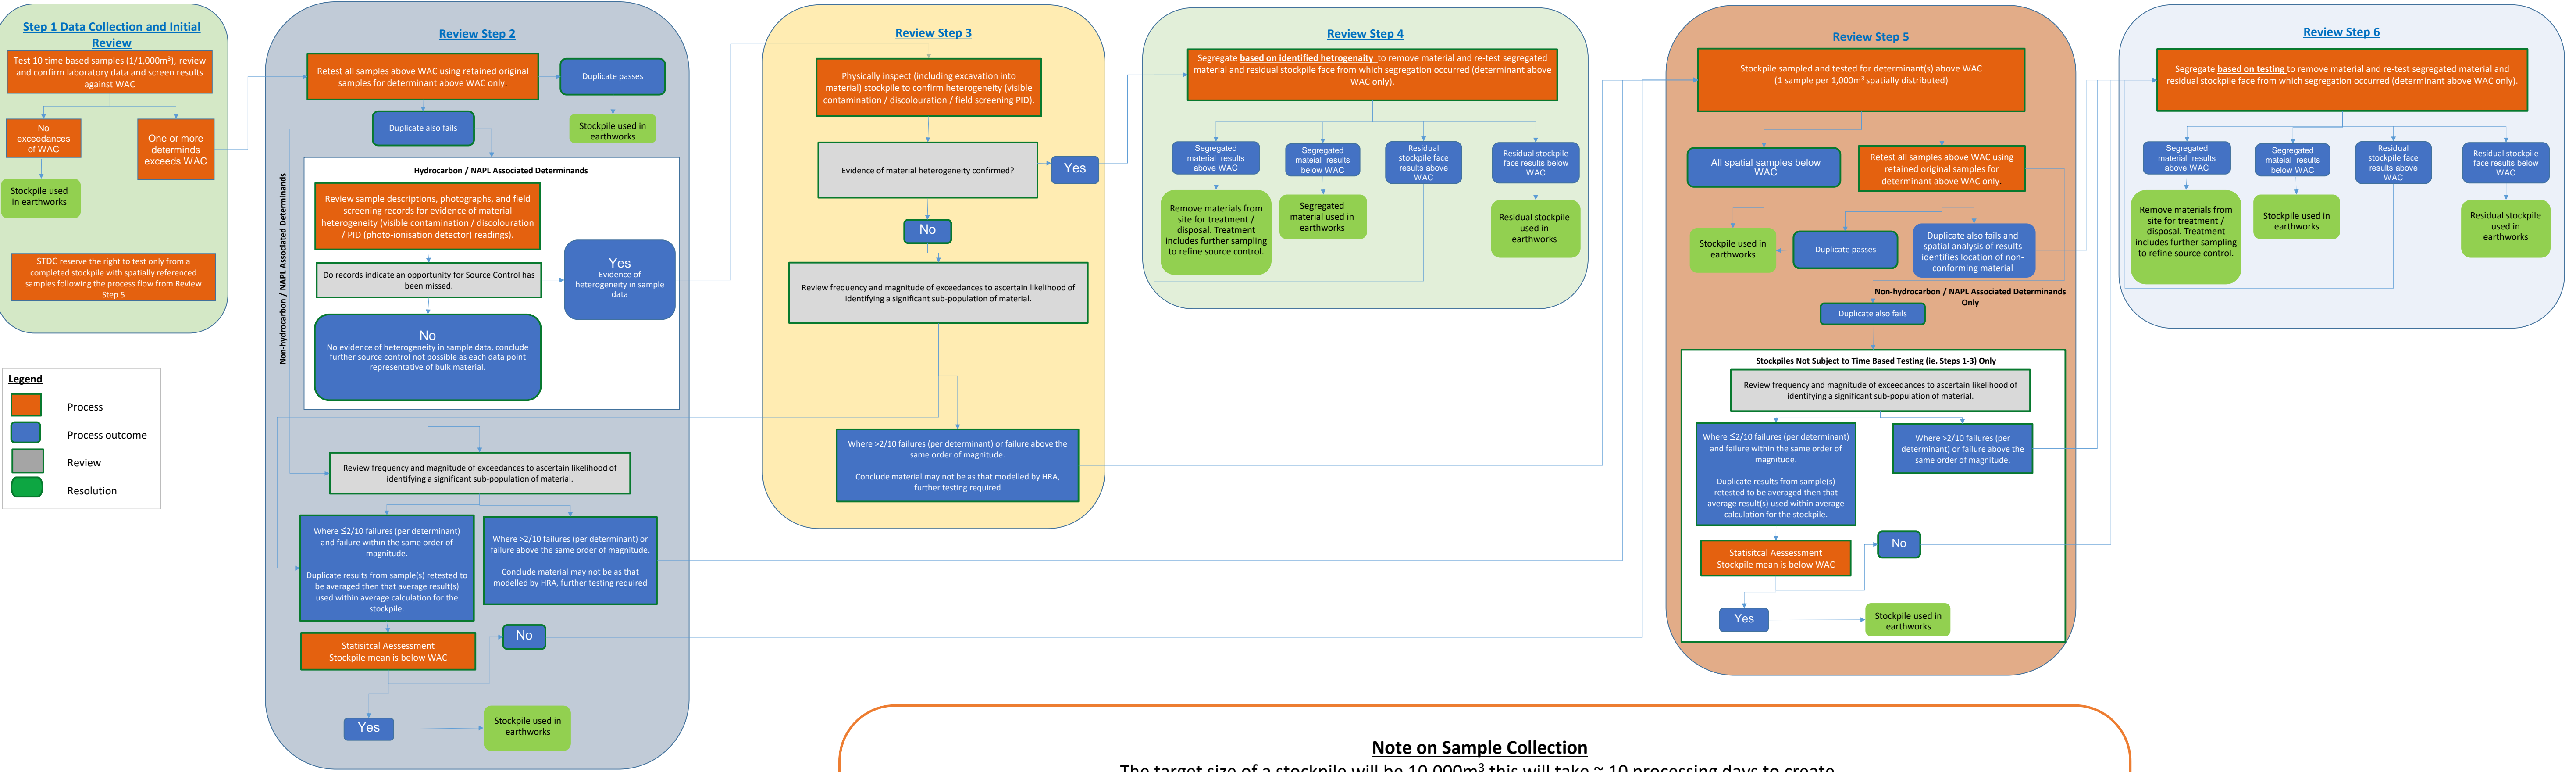 Step 1 Data Collection and Initial
Review
Test 10 time based samples (1/1,000m³), review
and confirm laboratory data and screen results
against WAC
No
exceedances
of WAC
One or more
determinds
exceeds WAC
Stockpile used
in earthworks
STDC reserve the right to test only from a
completed stockpile with spatially referenced
samples following the process flow from Review
Step 5
Legend
Process
Process outcome
Review
Resolution
Review Step 2
Retest all samples above WAC using retained original
samples for determinant above WAC only.
Duplicate passes
Stockpile used in
earthworks
Duplicate also fails
Non-hydrocarbon / NAPL Associated Determinands
Hydrocarbon / NAPL Associated Determinands
Review sample descriptions, photographs, and field
screening records for evidence of material
heterogeneity (visible contamination / discolouration
/ PID (photo-ionisation detector) readings).
Do records indicate an opportunity for Source Control has
been missed.
Yes
Evidence of
heterogeneity in sample
data
No
No evidence of heterogeneity in sample data, conclude
further source control not possible as each data point
representative of bulk material.
Review frequency and magnitude of exceedances to ascertain likelihood of
identifying a significant sub-population of material.
Where ≤2/10 failures (per determinant)
and failure within the same order of
magnitude.
Duplicate results from sample(s) retested to
be averaged then that average result(s)
used within average calculation for the
stockpile.
Where >2/10 failures (per determinant) or
failure above the same order of magnitude.
Conclude material may not be as that
modelled by HRA, further testing required
Statisitcal Aessessment
Stockpile mean is below WAC
No
Yes
Stockpile used in
earthworks
Review Step 3
Physically inspect (including excavation into
material) stockpile to confirm heterogeneity (visible
contamination / discolouration / field screening PID).
Evidence of material heterogeneity confirmed?
Yes
No
Review frequency and magnitude of exceedances to ascertain likelihood of
identifying a significant sub-population of material.
Where >2/10 failures (per determinant) or failure above the
same order of magnitude.
Conclude material may not be as that modelled by HRA,
further testing required
Review Step 4
Segregate based on identified hetrogenaity to remove material and re-test segregated
material and residual stockpile face from which segregation occurred (determinant above
WAC only).
Segregated
material results
above WAC
Segregated
mateial results
below WAC
Residual
stockpile face
results above
WAC
Residual stockpile
face results below
WAC
Remove materials from
site for treatment /
disposal. Treatment
includes further sampling
to refine source control.
Segregated
material used in
earthworks
Residual stockpile
used in
earthworks
Review Step 5
Stockpile sampled and tested for determinant(s) above WAC
(1 sample per 1,000m³ spatially distributed)
All spatial samples below
WAC
Retest all samples above WAC using
retained original samples for
determinant above WAC only
Stockpile used in
earthworks
Duplicate passes
Duplicate also fails and
spatial analysis of results
identifies location of non-
conforming material
Non-hydrocarbon / NAPL Associated Determinands
Only
Duplicate also fails
Stockpiles Not Subject to Time Based Testing (ie. Steps 1-3) Only
Review frequency and magnitude of exceedances to ascertain likelihood of
identifying a significant sub-population of material.
Where ≤2/10 failures (per determinant)
and failure within the same order of
magnitude.
Duplicate results from sample(s)
retested to be averaged then that
average result(s) used within average
calculation for the stockpile.
Where >2/10 failures (per
determinant) or failure above the
same order of magnitude.
Statisitcal Aessessment
Stockpile mean is below WAC
No
Yes
Stockpile used in
earthworks
Review Step 6
Segregate based on testing to remove material and re-test segregated material and
residual stockpile face from which segregation occurred (determinant above WAC only).
Segregated
material results
above WAC
Segregated
mateial results
below WAC
Residual
stockpile face
results above
WAC
Residual stockpile
face results below
WAC
Remove materials from
site for treatment /
disposal. Treatment
includes further sampling
to refine source control.
Stockpile used in
earthworks
Residual stockpile
used in
earthworks
Note on Sample Collection
The target size of a stockpile will be 10,000m³ this will take ~ 10 processing days to create